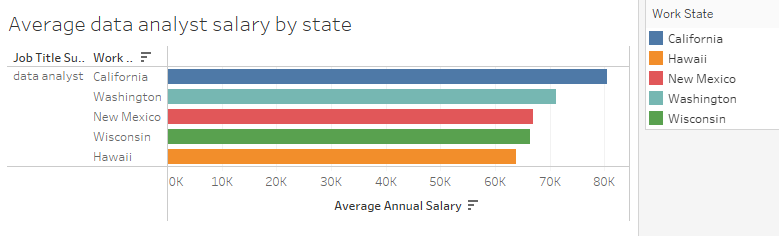 Average data analyst salary by state
Job Title Su.. Work ..
data analyst California
Washington
New Mexico
Wisconsin
Hawaii
0K 10K 20K 30K 40K 50K 60K 70K 80K
Average Annual Salary
Work State
California
Hawaii
New Mexico
Washington
Wisconsin